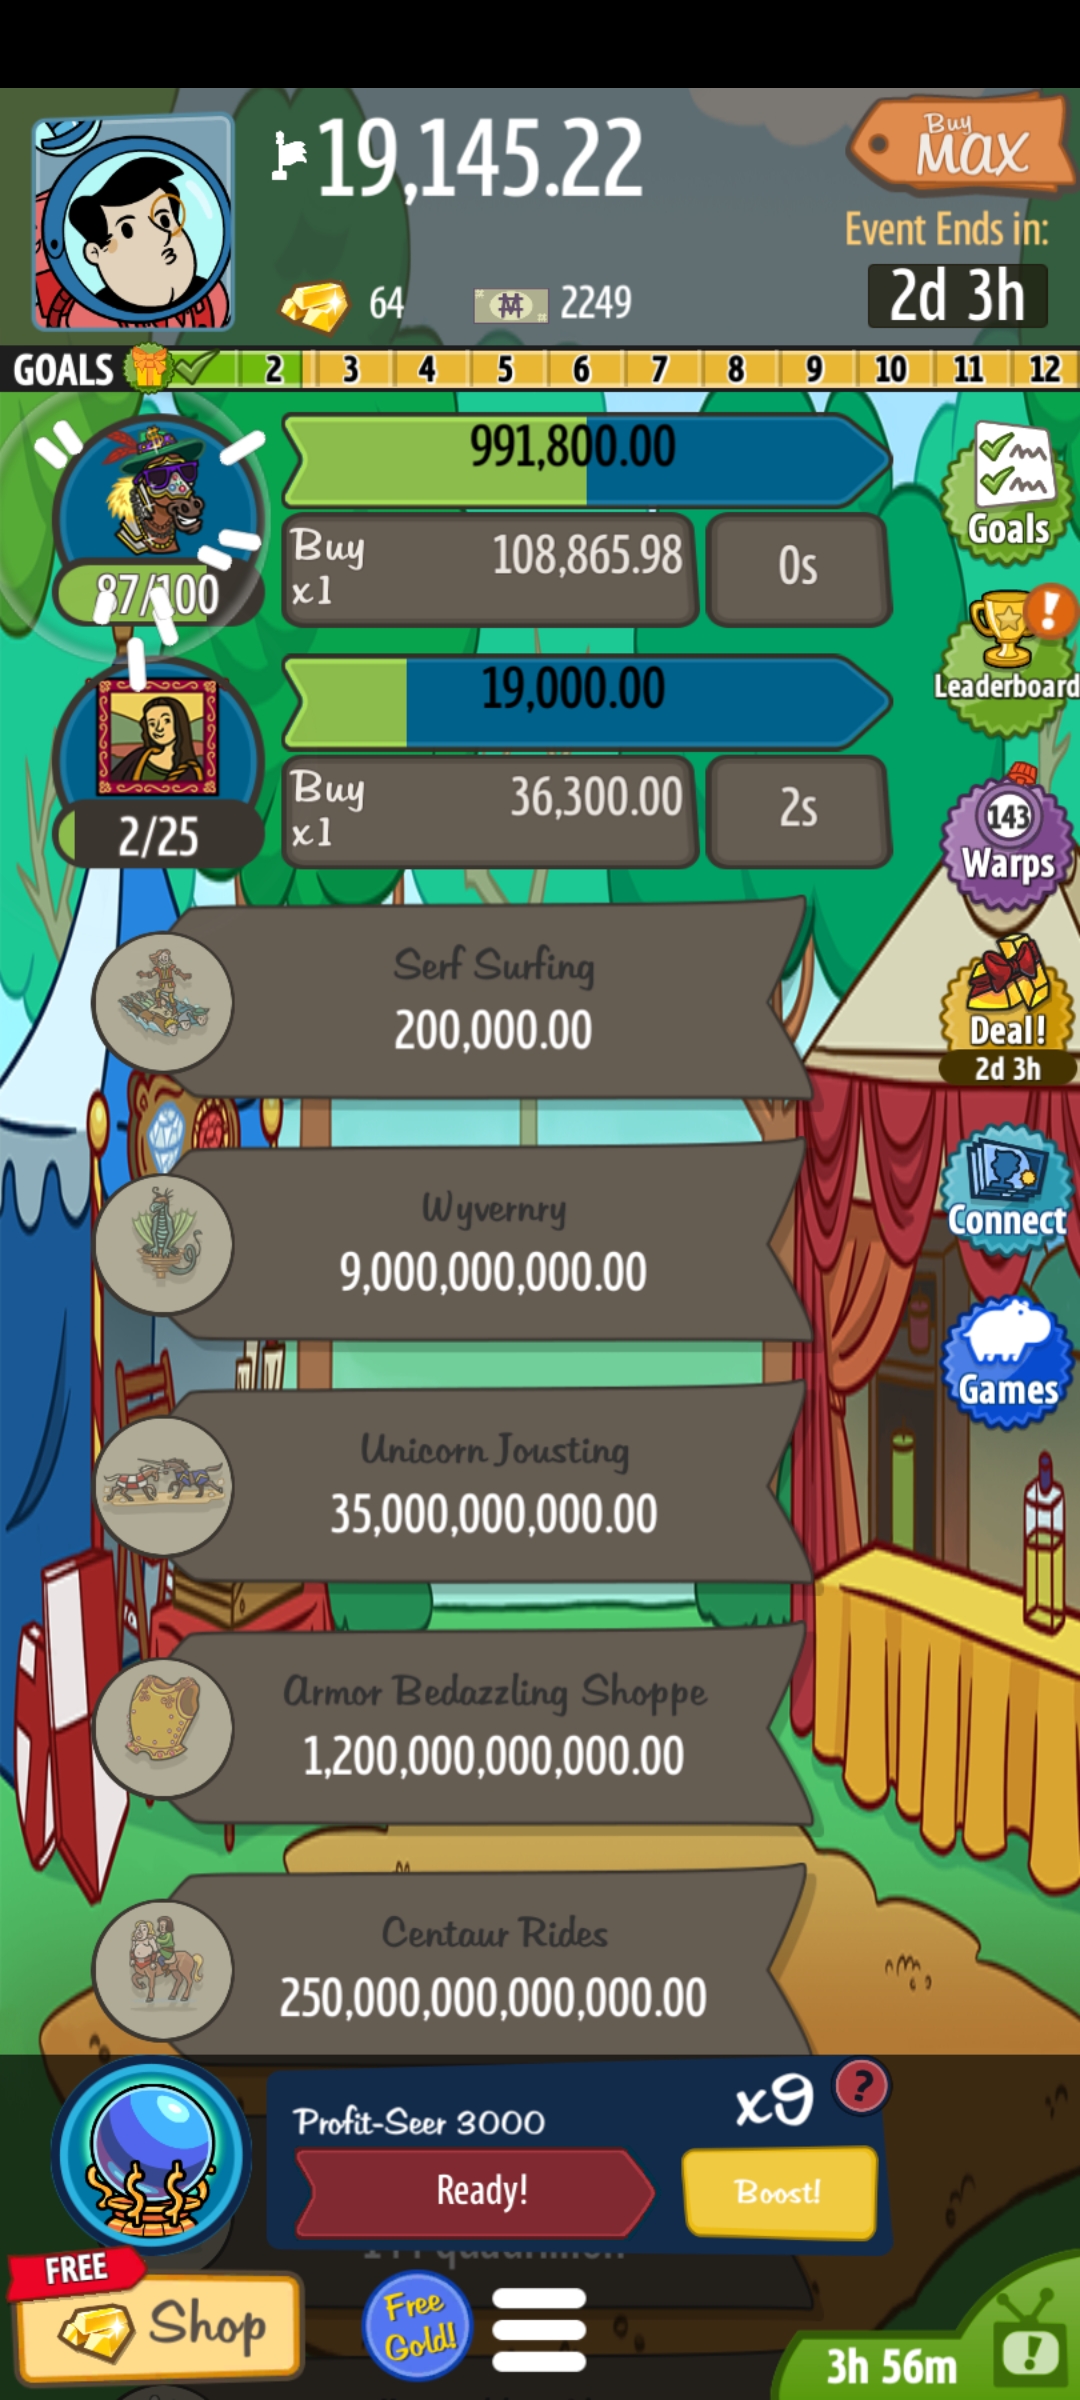 19,145.22
Buy
MAX
Event Ends in:
2d 3h
64
2249
GOALS 2 3 4 5 6 7 8 9 10 11 12
991,800.00
Buy
x1
108,865.98
0s
87/100
Goals
Leaderboard
19,000.00
Buy
x1
36,300.00
2s
2/25
143
Warps
Serf Surfing
200,000.00
Deal!
2d 3h
Wyvernry
9,000,000,000.00
Connect
Unicorn Jousting
35,000,000,000.00
Games
Armor Bedazzling Shoppe
1,200,000,000,000.00
Centaur Rides
250,000,000,000,000.00
Profit-Seer 3000
x9
?
Ready!
Boost!
FREE
Shop
Free
Gold!
3h 56m